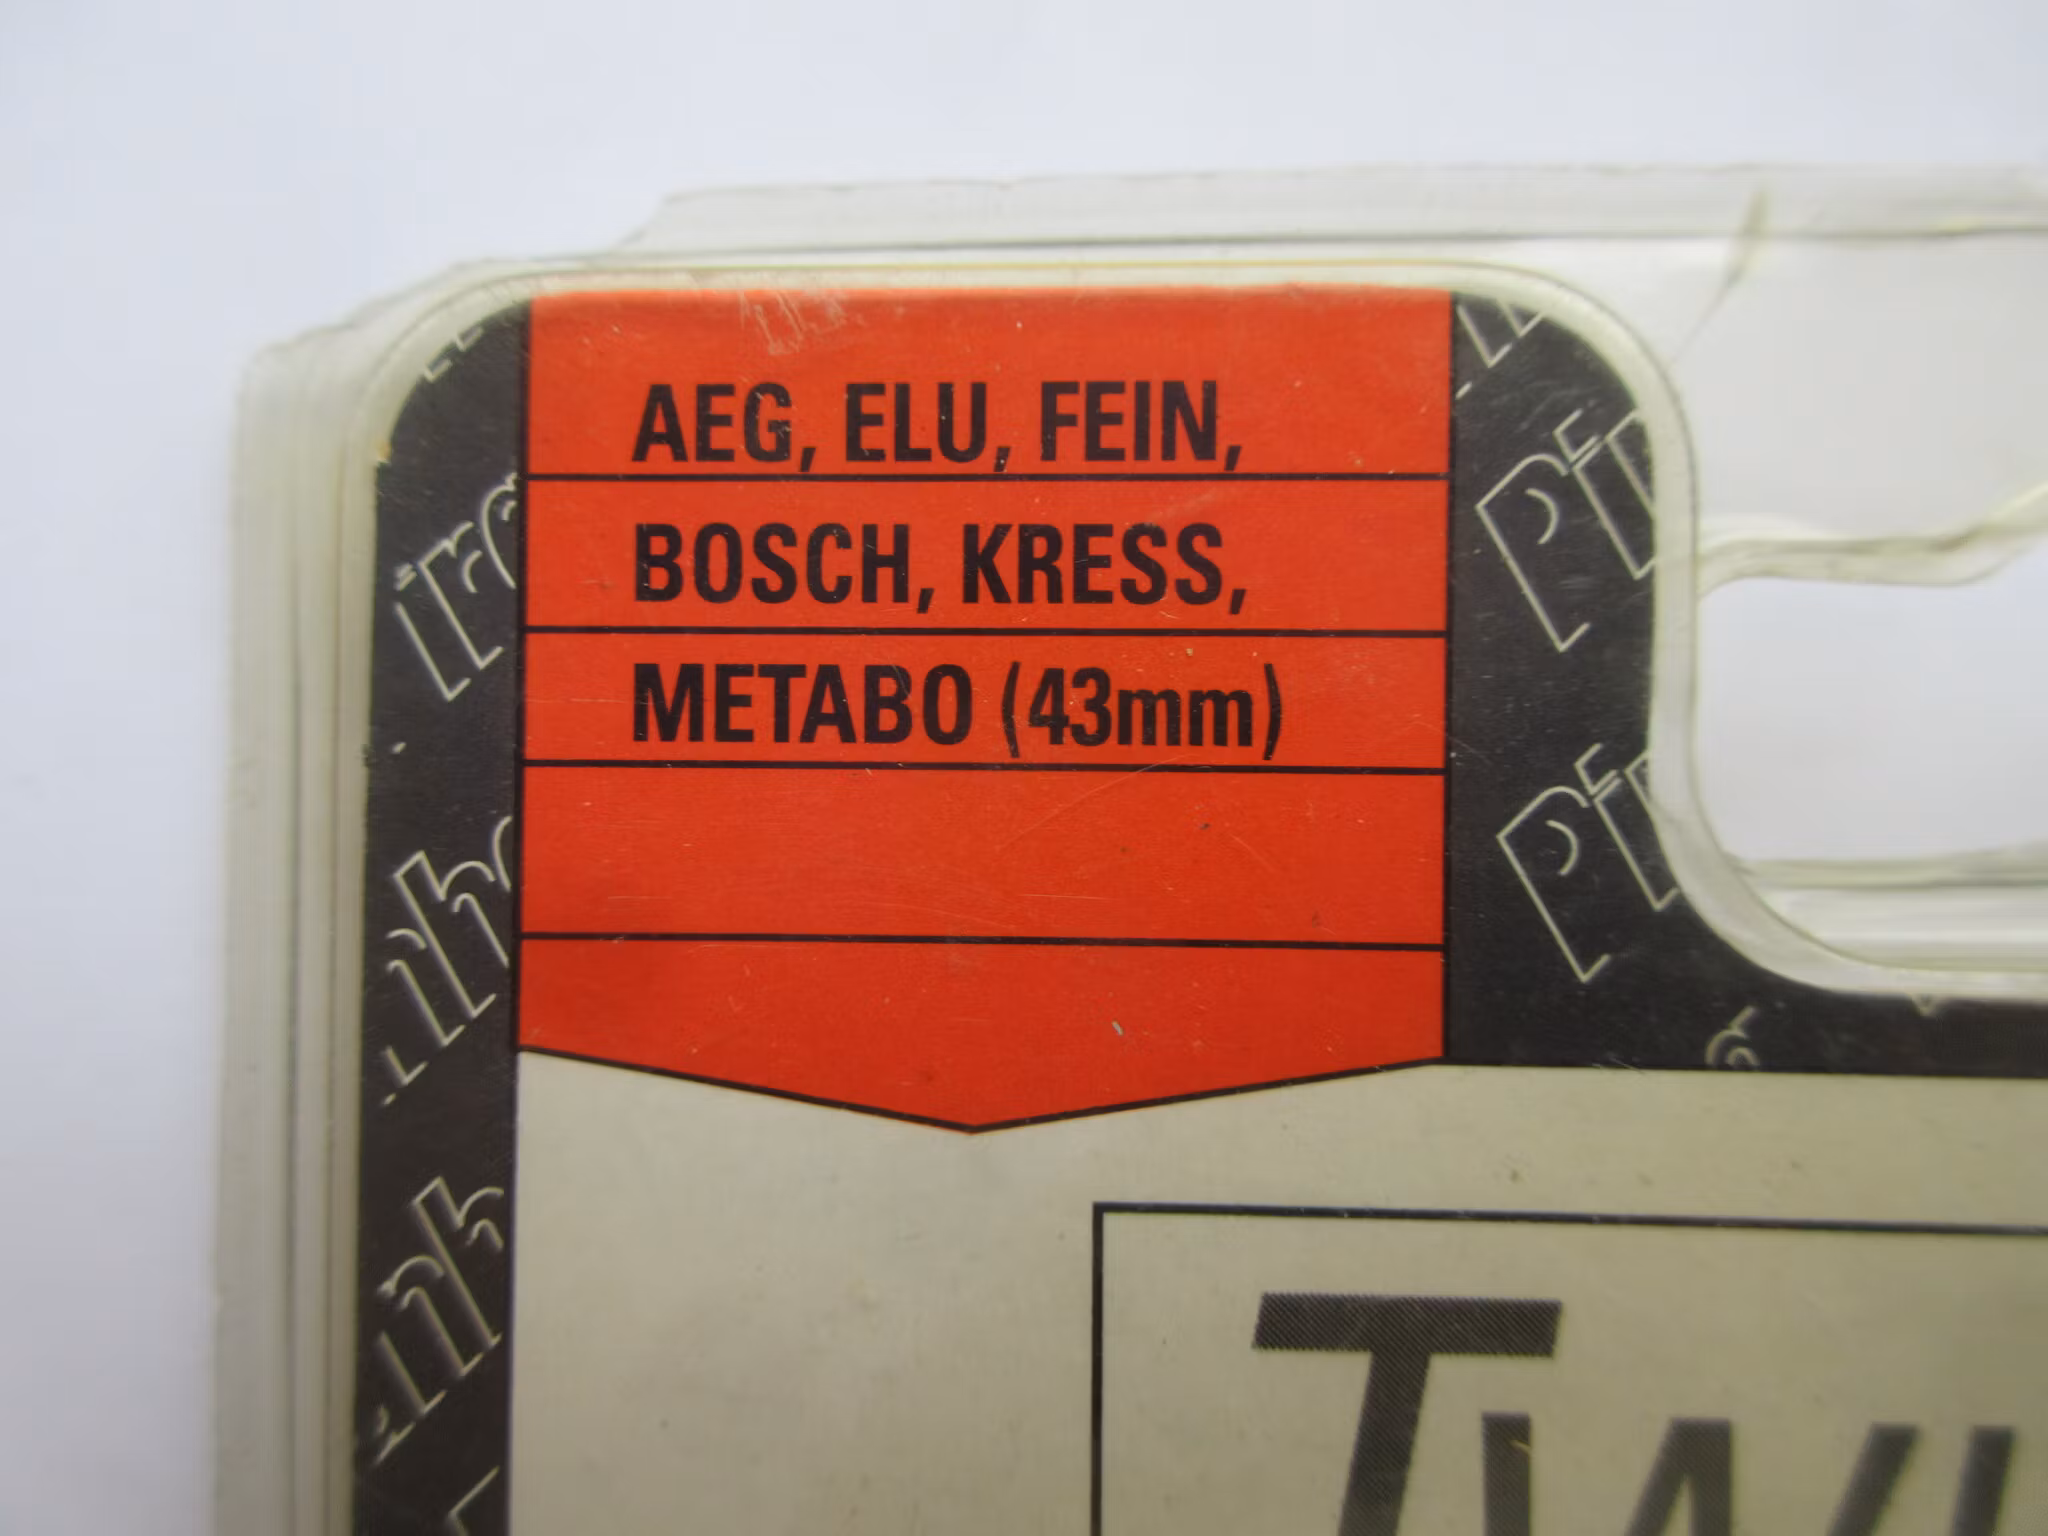 AEG, ELU, FEIN,
BOSCH, KRESS,
METABO (43mm)